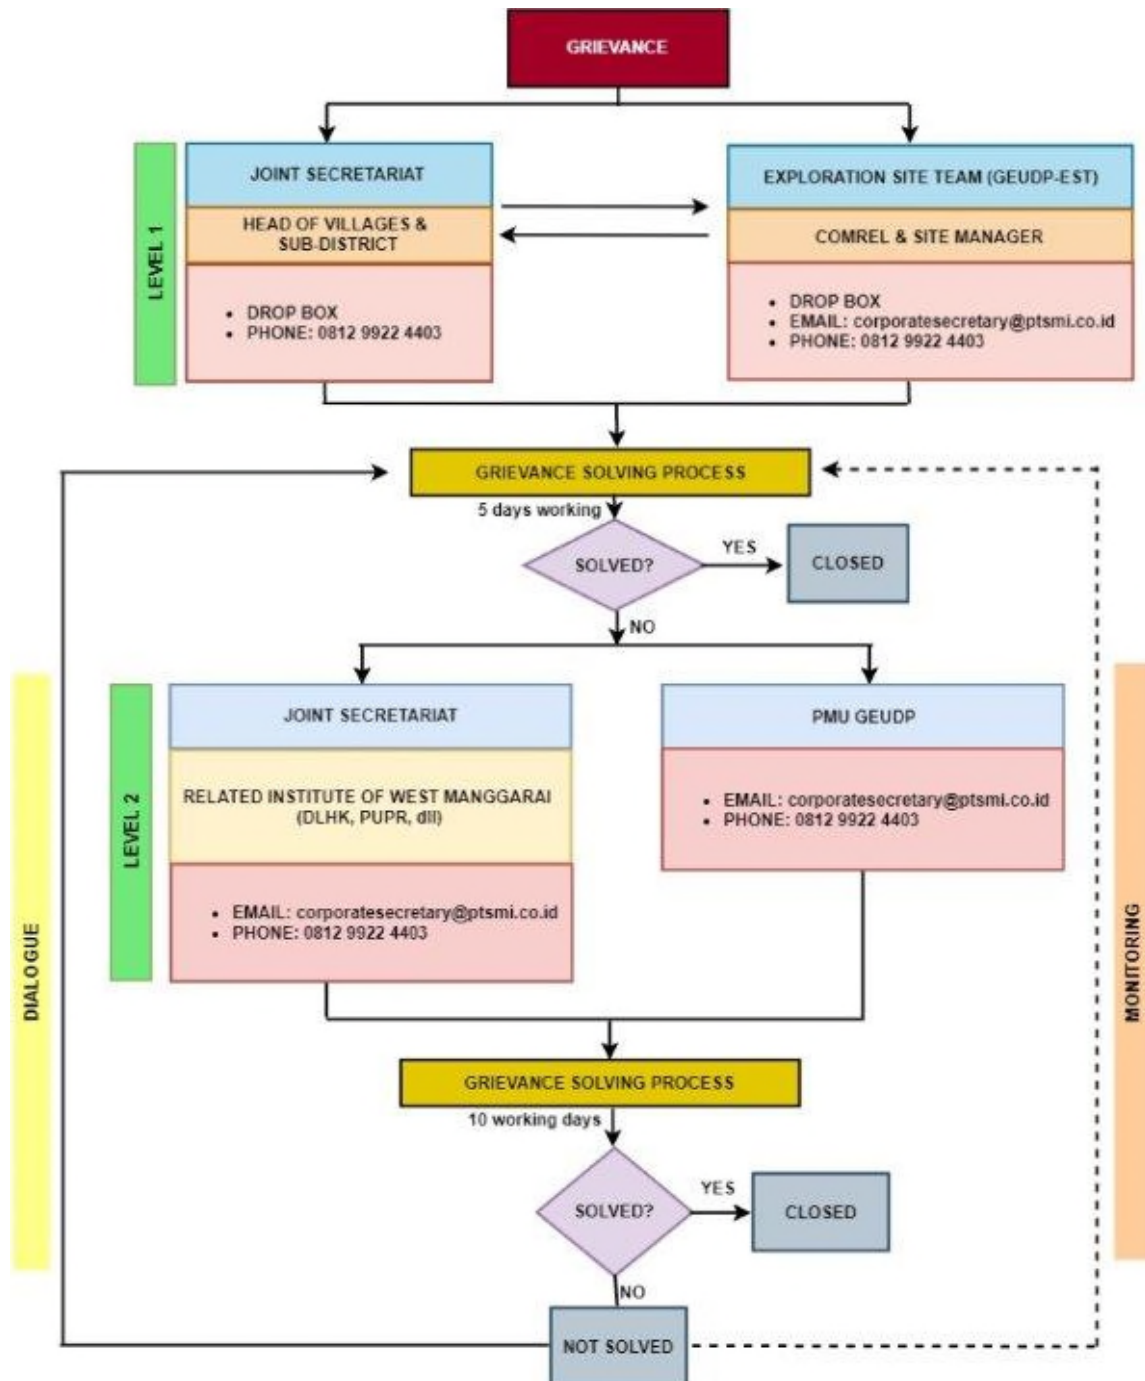 GRIEVANCE
LEVEL 1
JOINT SECRETARIAT
HEAD OF VILLAGES &
SUB-DISTRICT
• DROP BOX
• PHONE: 0812 9922 4403
EXPLORATION SITE TEAM (GEUDP-EST)
COMREL & SITE MANAGER
• DROP BOX
• EMAIL: corporatesecretary@ptsmi.co.id
• PHONE: 0812 9922 4403
GRIEVANCE SOLVING PROCESS
5 days working
SOLVED?
YES
CLOSED
NO
DIALOGUE
LEVEL 2
JOINT SECRETARIAT
RELATED INSTITUTE OF WEST MANGGARAI
(DLHK, PUPR, dll)
• EMAIL: corporatesecretary@ptsmi.co.id
• PHONE: 0812 9922 4403
PMU GEUDP
• EMAIL: corporatesecretary@ptsmi.co.id
• PHONE: 0812 9922 4403
MONITORING
GRIEVANCE SOLVING PROCESS
10 working days
SOLVED?
YES
CLOSED
NO
NOT SOLVED